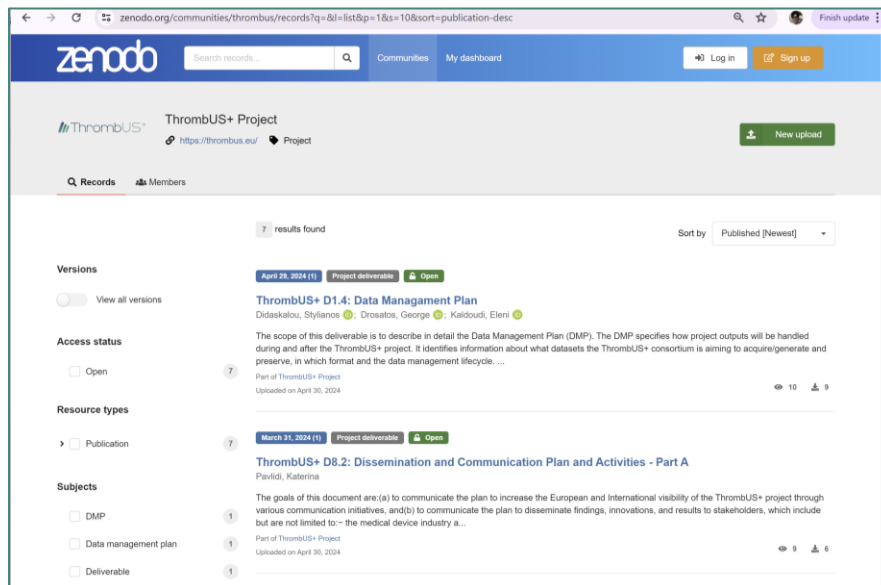 zenodo.org/communities/thrombus/records?q=&l=list&p=1&s=10&sort=publication-desc
Finish update
zenodo
Search records...
Communities
My dashboard
Log in
Sign up
ThrombUS+
ThrombUS+ Project
https://thrombus.eu/
Project
New upload
Records
Members
7 results found
Sort by
Published [Newest]
Versions
View all versions
Access status
Open
7
Resource types
Publication
7
Subjects
DMP
1
Data management plan
1
Deliverable
1
April 29, 2024 (1)
Project deliverable
Open
ThrombUS+ D1.4: Data Managament Plan
Didaskalou, Stylianos iD; Drosatos, George iD; Kaldoudi, Eleni iD
The scope of this deliverable is to describe in detail the Data Management Plan (DMP). The DMP specifies how project outputs will be handled
during and after the ThrombUS+ project. It identifies information about what datasets the ThrombUS+ consortium is aiming to acquire/generate and
preserve, in which format and the data management lifecycle. ...
Part of ThrombUS+ Project
Uploaded on April 30, 2024
10
9
March 31, 2024 (1)
Project deliverable
Open
ThrombUS+ D8.2: Dissemination and Communication Plan and Activities - Part A
Pavlidi, Katerina
The goals of this document are:(a) to communicate the plan to increase the European and International visibility of the ThrombUS+ project through
various communication initiatives, and(b) to communicate the plan to disseminate findings, innovations, and results to stakeholders, which include
but are not limited to:− the medical device industry a...
Part of ThrombUS+ Project
Uploaded on April 30, 2024
9
6